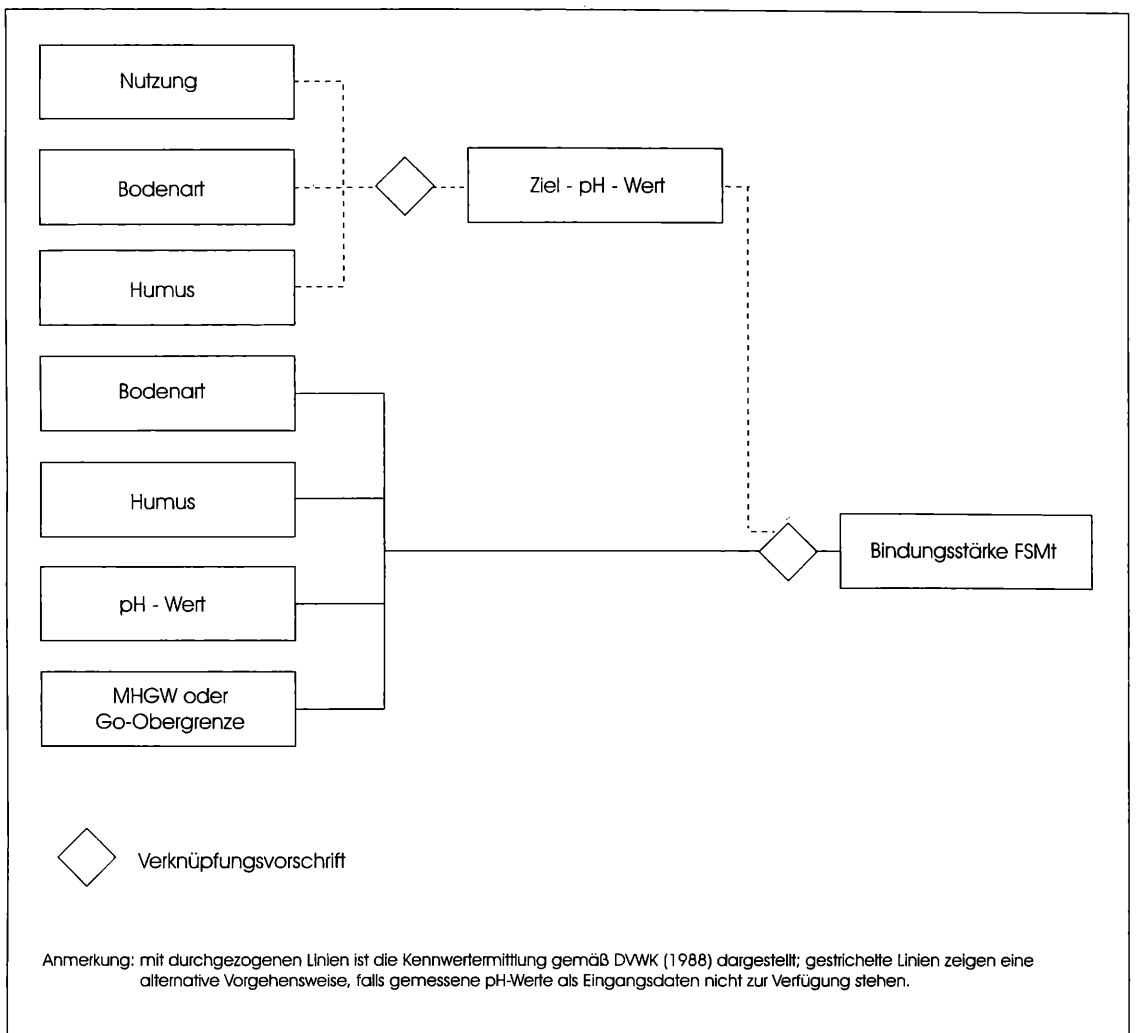 Nutzung
Bodenart
Ziel - pH - Wert
Humus
Bodenart
Humus
Bindungsstärke FSMt
pH - Wert
MHGW oder
Go-Obergrenze
Verknüpfungsvorschrift
Anmerkung: mit durchgezogenen Linien ist die Kennwertermittlung gemäß DVWK (1988) dargestellt; gestrichelte Linien zeigen eine
alternative Vorgehensweise, falls gemessene pH-Werte als Eingangsdaten nicht zur Verfügung stehen.